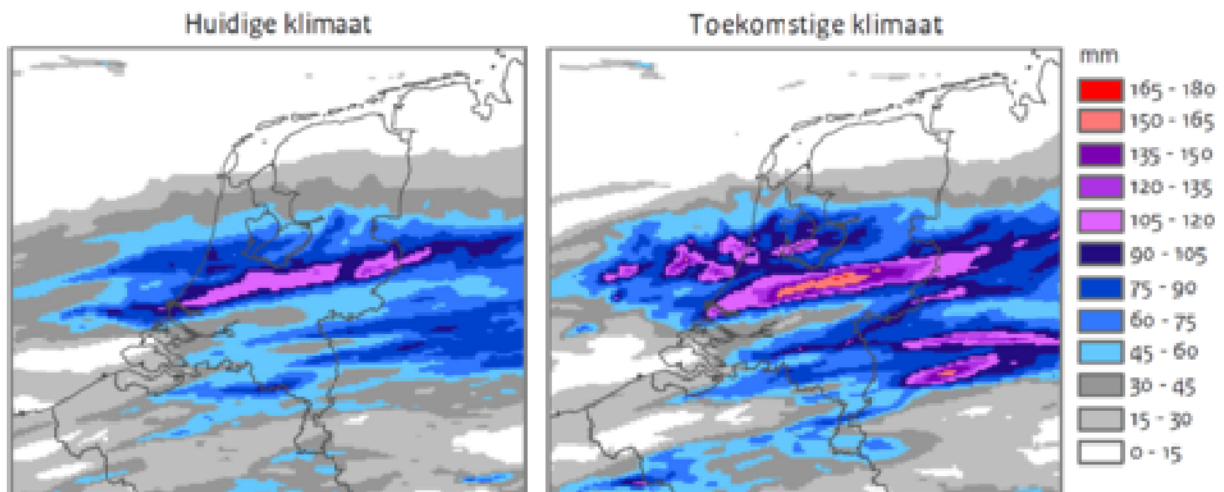 Huidige klimaat
Toekomstige klimaat
mm
165 - 180
150 - 165
135 - 150
120 - 135
105 - 120
90 - 105
75 - 90
60 - 75
45 - 60
30 - 45
15 - 30
0 - 15